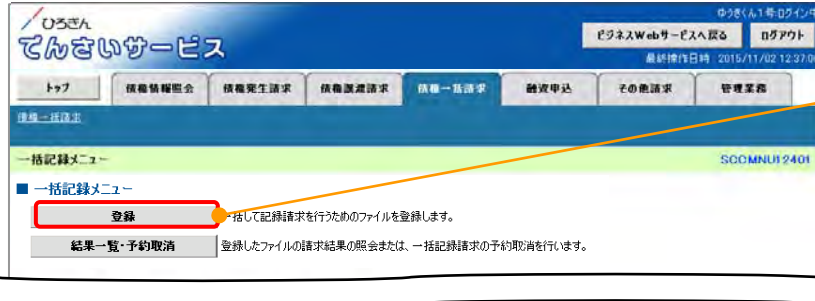 ゆうぎん1号:ログイン中
ひろぎん
でんさいサービス
ビジネスWebサービスへ戻る ログアウト
最終操作日時 2015/11/02 12:37:00
トップ 債権情報照会 債権発生請求 債権譲渡請求 債権一括請求 融資申込 その他請求 管理業務
債権一括請求
一括記録メニュー SCCMNU12401
■ 一括記録メニュー
登録 一括して記録請求を行うためのファイルを登録します。
結果一覧・予約取消 登録したファイルの請求結果の照会または、一括記録請求の予約取消を行います。